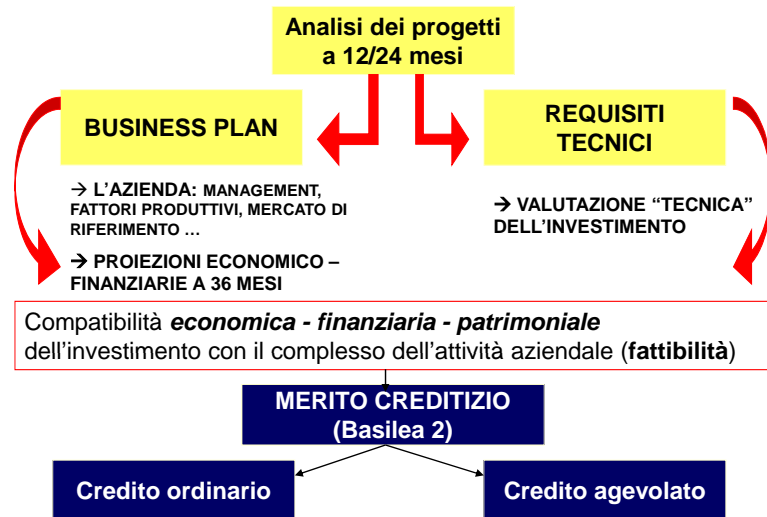 Analisi dei progetti
a 12/24 mesi
BUSINESS PLAN
REQUISITI
TECNICI
→ L'AZIENDA: MANAGEMENT,
FATTORI PRODUTTIVI, MERCATO DI
RIFERIMENTO …
→ PROIEZIONI ECONOMICO –
FINANZIARIE A 36 MESI
→ VALUTAZIONE “TECNICA”
DELL'INVESTIMENTO
Compatibilità economica - finanziaria - patrimoniale
dell'investimento con il complesso dell'attività aziendale (fattibilità)
MERITO CREDITIZIO
(Basilea 2)
Credito ordinario
Credito agevolato